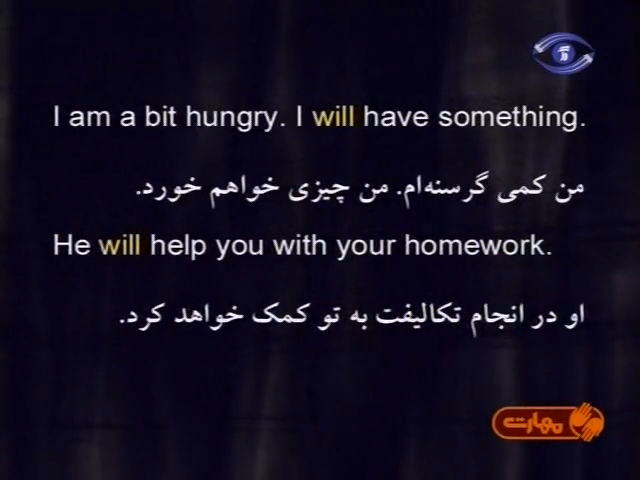 I am a bit hungry. I will have something.
من کمی گرسنه‌ام. من چیزی خواهم خورد.
He will help you with your homework.
او در انجام تکالیفت به تو کمک خواهد کرد.
مهارت